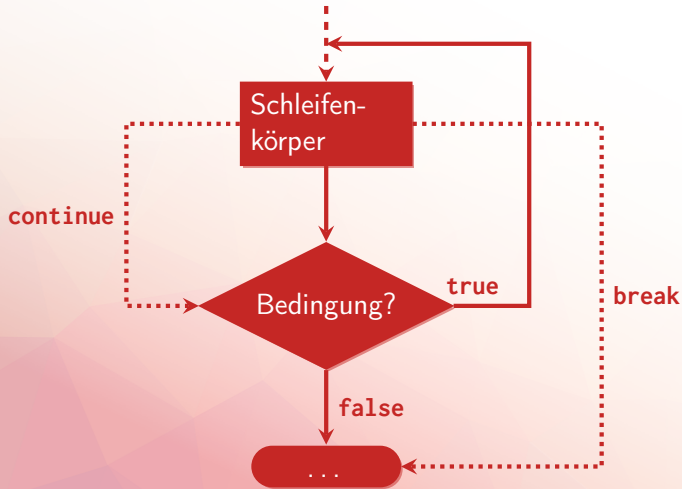 Schleifen-
körper
continue
Bedingung?
true
break
false
...